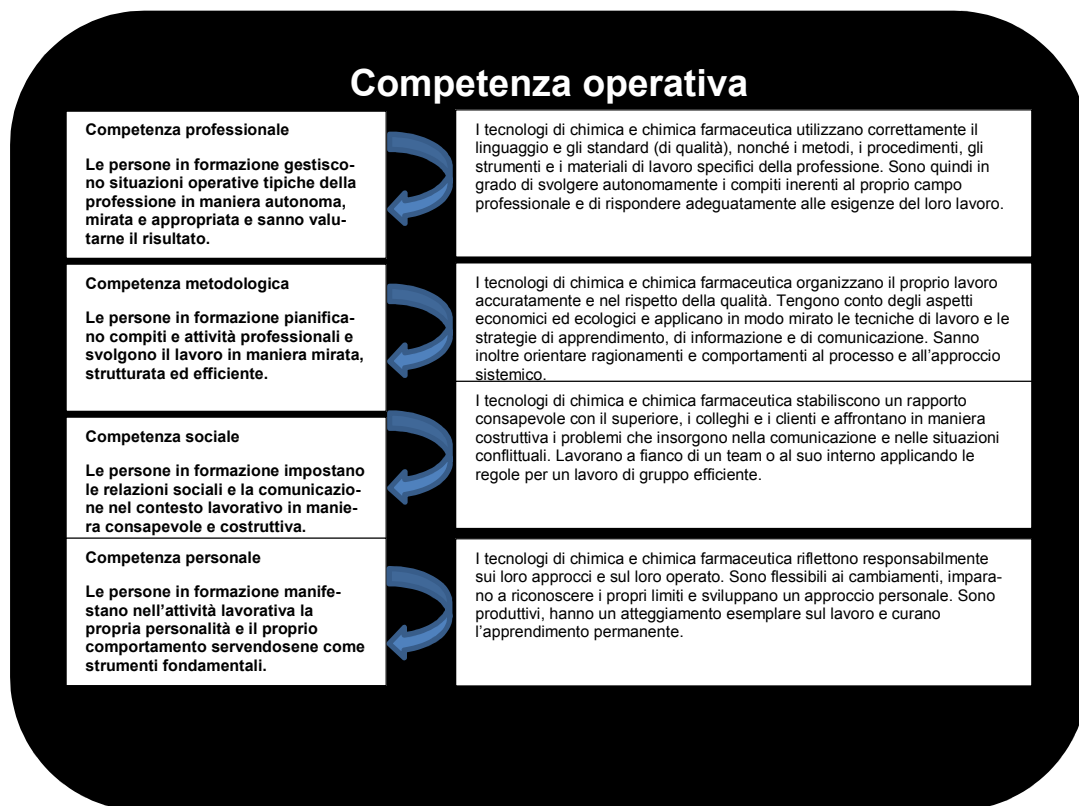 Competenza operativa
Competenza professionale
Le persone in formazione gestisco-
no situazioni operative tipiche della
professione in maniera autonoma,
mirata e appropriata e sanno valu-
tarne il risultato.
I tecnologi di chimica e chimica farmaceutica utilizzano correttamente il
linguaggio e gli standard (di qualità), nonché i metodi, i procedimenti, gli
strumenti e i materiali di lavoro specifici della professione. Sono quindi in
grado di svolgere autonomamente i compiti inerenti al proprio campo
professionale e di rispondere adeguatamente alle esigenze del loro lavoro.
Competenza metodologica
Le persone in formazione pianifica-
no compiti e attività professionali e
svolgono il lavoro in maniera mirata,
strutturata ed efficiente.
I tecnologi di chimica e chimica farmaceutica organizzano il proprio lavoro
accuratamente e nel rispetto della qualità. Tengono conto degli aspetti
economici ed ecologici e applicano in modo mirato le tecniche di lavoro e le
strategie di apprendimento, di informazione e di comunicazione. Sanno
inoltre orientare ragionamenti e comportamenti al processo e all’approccio
sistemico.
Competenza sociale
Le persone in formazione impostano
le relazioni sociali e la comunicazio-
ne nel contesto lavorativo in manie-
ra consapevole e costruttiva.
I tecnologi di chimica e chimica farmaceutica stabiliscono un rapporto
consapevole con il superiore, i colleghi e i clienti e affrontano in maniera
costruttiva i problemi che insorgono nella comunicazione e nelle situazioni
conflittuali. Lavorano a fianco di un team o al suo interno applicando le
regole per un lavoro di gruppo efficiente.
Competenza personale
Le persone in formazione manife-
stano nell’attività lavorativa la
propria personalità e il proprio
comportamento servendosene come
strumenti fondamentali.
I tecnologi di chimica e chimica farmaceutica riflettono responsabilmente
sui loro approcci e sul loro operato. Sono flessibili ai cambiamenti, impara-
no a riconoscere i propri limiti e sviluppano un approccio personale. Sono
produttivi, hanno un atteggiamento esemplare sul lavoro e curano
l’apprendimento permanente.